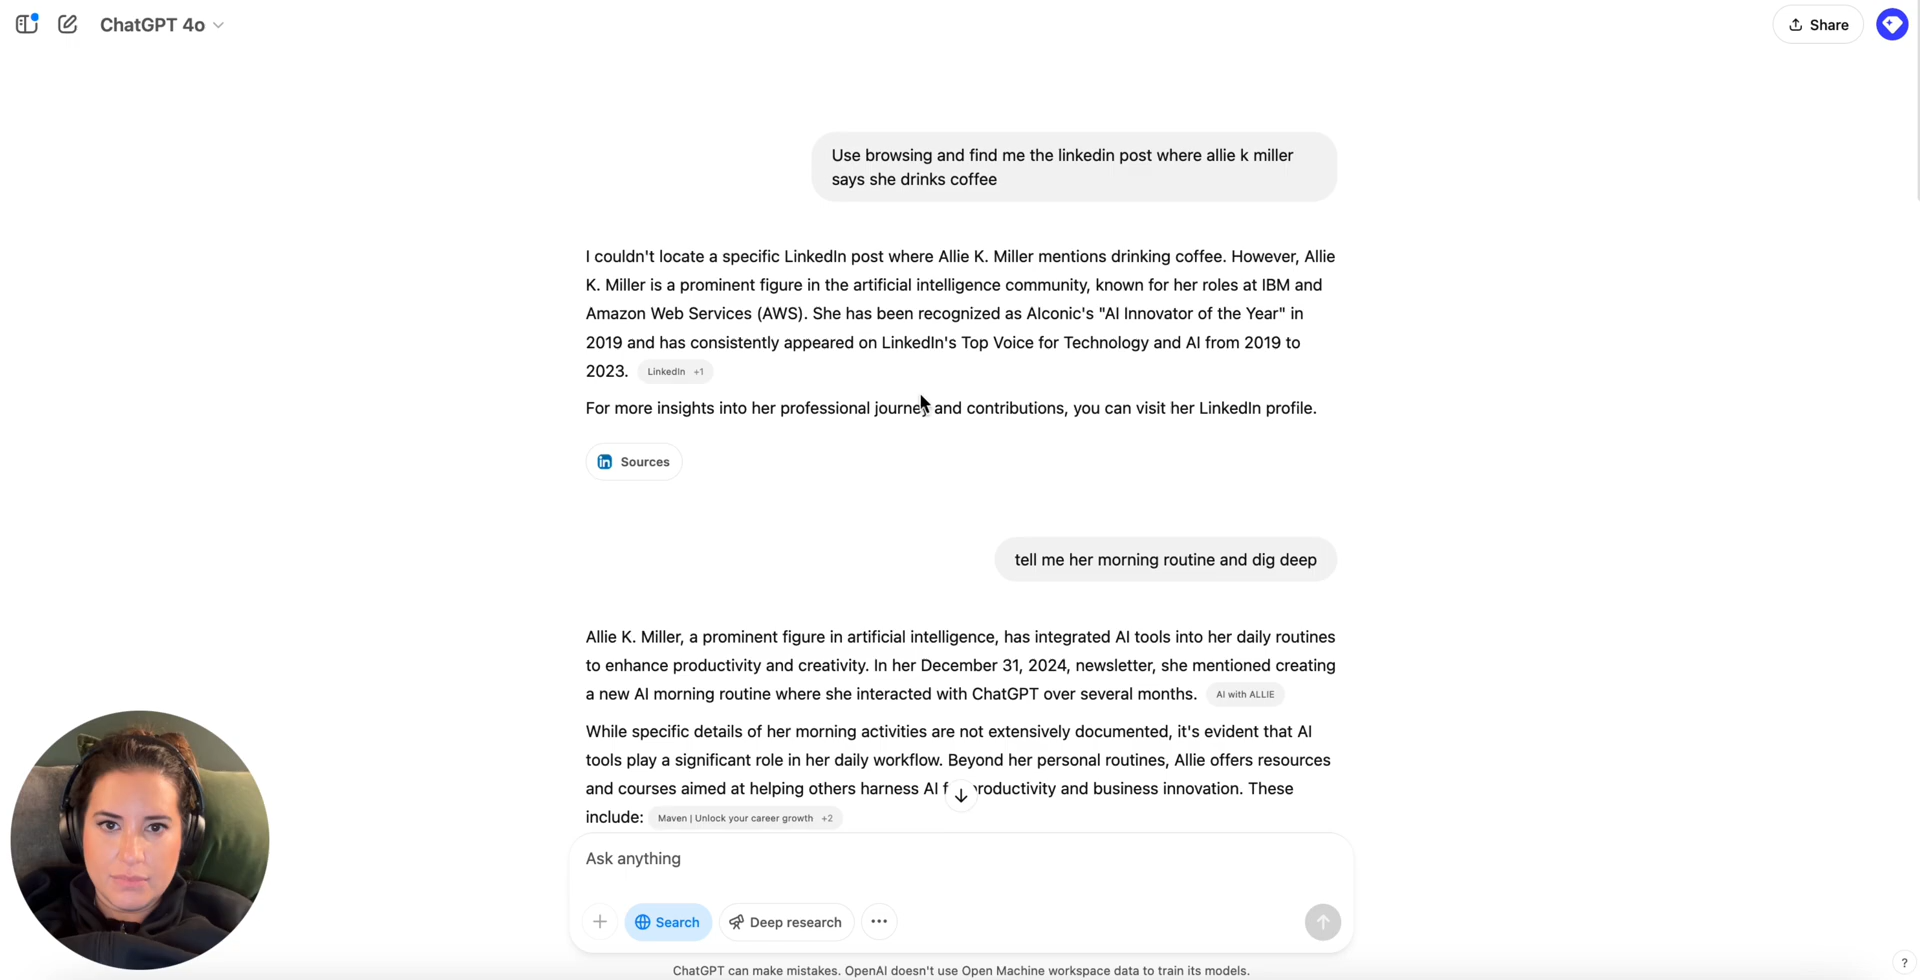 ChatGPT 4o
Share
Use browsing and find me the linkedin post where allie k miller
says she drinks coffee
I couldn't locate a specific LinkedIn post where Allie K. Miller mentions drinking coffee. However, Allie
K. Miller is a prominent figure in the artificial intelligence community, known for her roles at IBM and
Amazon Web Services (AWS). She has been recognized as AIconic's "AI Innovator of the Year" in
2019 and has consistently appeared on LinkedIn's Top Voice for Technology and AI from 2019 to
2023. LinkedIn +1
For more insights into her professional journey and contributions, you can visit her LinkedIn profile.
in Sources
tell me her morning routine and dig deep
Allie K. Miller, a prominent figure in artificial intelligence, has integrated AI tools into her daily routines
to enhance productivity and creativity. In her December 31, 2024, newsletter, she mentioned creating
a new AI morning routine where she interacted with ChatGPT over several months. AI with ALLIE
While specific details of her morning activities are not extensively documented, it's evident that AI
tools play a significant role in her daily workflow. Beyond her personal routines, Allie offers resources
and courses aimed at helping others harness AI productivity and business innovation. These
include: Maven | Unlock your career growth +2
Ask anything
Search
Deep research
ChatGPT can make mistakes. OpenAI doesn't use Open Machine workspace data to train its models.
?